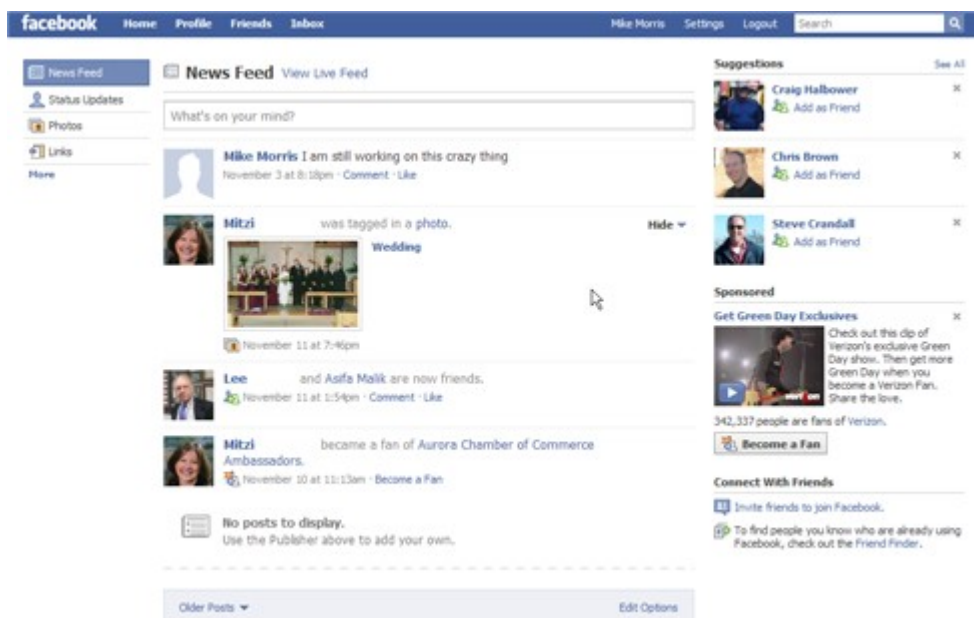 facebook Home Profile Friends Inbox Mike Morris Settings Logout Search
News Feed
Status Updates
Photos
Links
More
News Feed View Live Feed
What's on your mind?
Mike Morris I am still working on this crazy thing
November 3 at 8:18pm · Comment · Like
Mitzi was tagged in a photo. Hide
Wedding
November 11 at 7:46pm
Lee and Asifa Malik are now friends.
November 11 at 1:54pm · Comment · Like
Mitzi became a fan of Aurora Chamber of Commerce
Ambassadors.
November 10 at 11:13am · Become a Fan
No posts to display.
Use the Publisher above to add your own.
Older Posts Edit Options
Suggestions See All
Craig Halbower
Add as Friend
Chris Brown
Add as Friend
Steve Crandall
Add as Friend
Sponsored
Get Green Day Exclusives
Check out this clip of
Verizon's exclusive Green
Day show. Then get more
Green Day when you
become a Verizon Fan.
Share the love.
verizon
342,337 people are fans of Verizon.
Become a Fan
Connect With Friends
Invite friends to join Facebook.
To find people you know who are already using
Facebook, check out the Friend Finder.